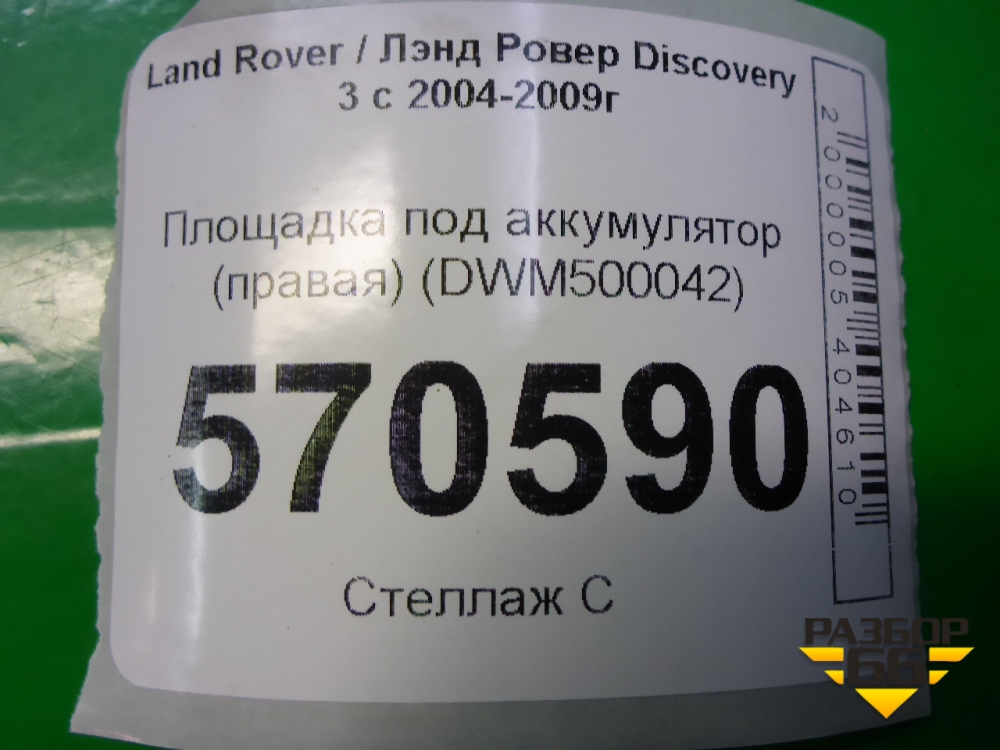 Land Rover / Лэнд Ровер Discovery
3 с 2004-2009г
Площадка под аккумулятор
(правая) (DWM500042)
570590
Стеллаж С
2000005404610
РАЗБОР
66